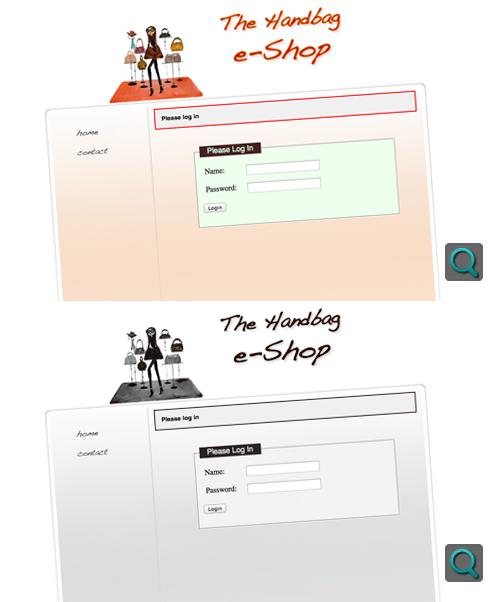 The Handbag
e-Shop
Please log in
home
contact
Please Log In
Name:
Password:
Login
The Handbag
e-Shop
Please log in
home
contact
Please Log In
Name:
Password:
Login